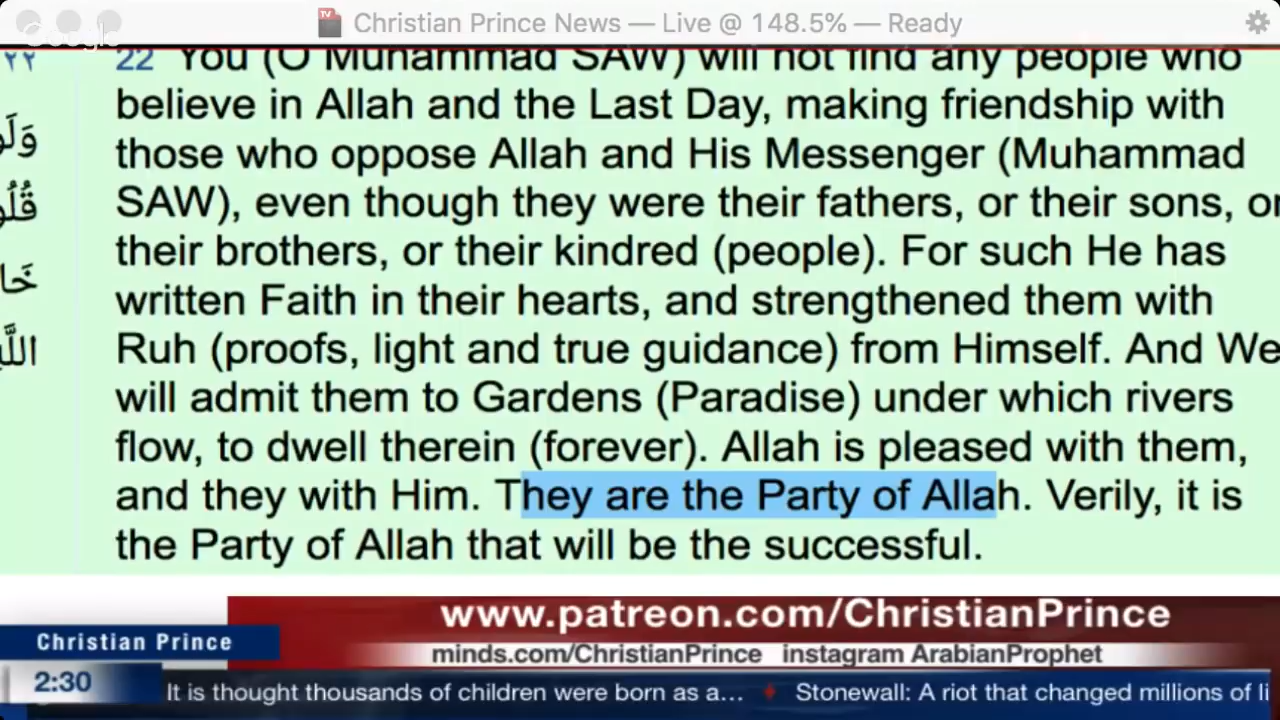 TV Christian Prince News — Live @ 148.5% — Ready
Google
٢٢
22 You (O Muhammad SAW) will not find any people who
believe in Allah and the Last Day, making friendship with
those who oppose Allah and His Messenger (Muhammad
SAW), even though they were their fathers, or their sons, or
their brothers, or their kindred (people). For such He has
written Faith in their hearts, and strengthened them with
Ruh (proofs, light and true guidance) from Himself. And We
will admit them to Gardens (Paradise) under which rivers
flow, to dwell therein (forever). Allah is pleased with them,
and they with Him. They are the Party of Allah. Verily, it is
the Party of Allah that will be the successful.
www.patreon.com/ChristianPrince
Christian Prince
minds.com/ChristianPrince instagram ArabianProphet
2:30
It is thought thousands of children were born as a... Stonewall: A riot that changed millions of li